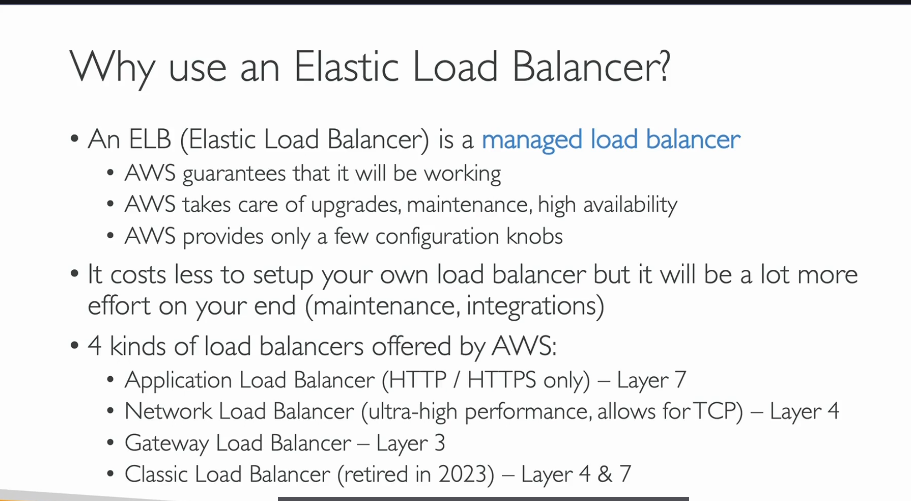 Why use an Elastic Load Balancer?
• An ELB (Elastic Load Balancer) is a managed load balancer
• AWS guarantees that it will be working
• AWS takes care of upgrades, maintenance, high availability
• AWS provides only a few configuration knobs
• It costs less to setup your own load balancer but it will be a lot more
effort on your end (maintenance, integrations)
• 4 kinds of load balancers offered by AWS:
• Application Load Balancer (HTTP / HTTPS only) – Layer 7
• Network Load Balancer (ultra-high performance, allows for TCP) – Layer 4
• Gateway Load Balancer – Layer 3
• Classic Load Balancer (retired in 2023) – Layer 4 & 7